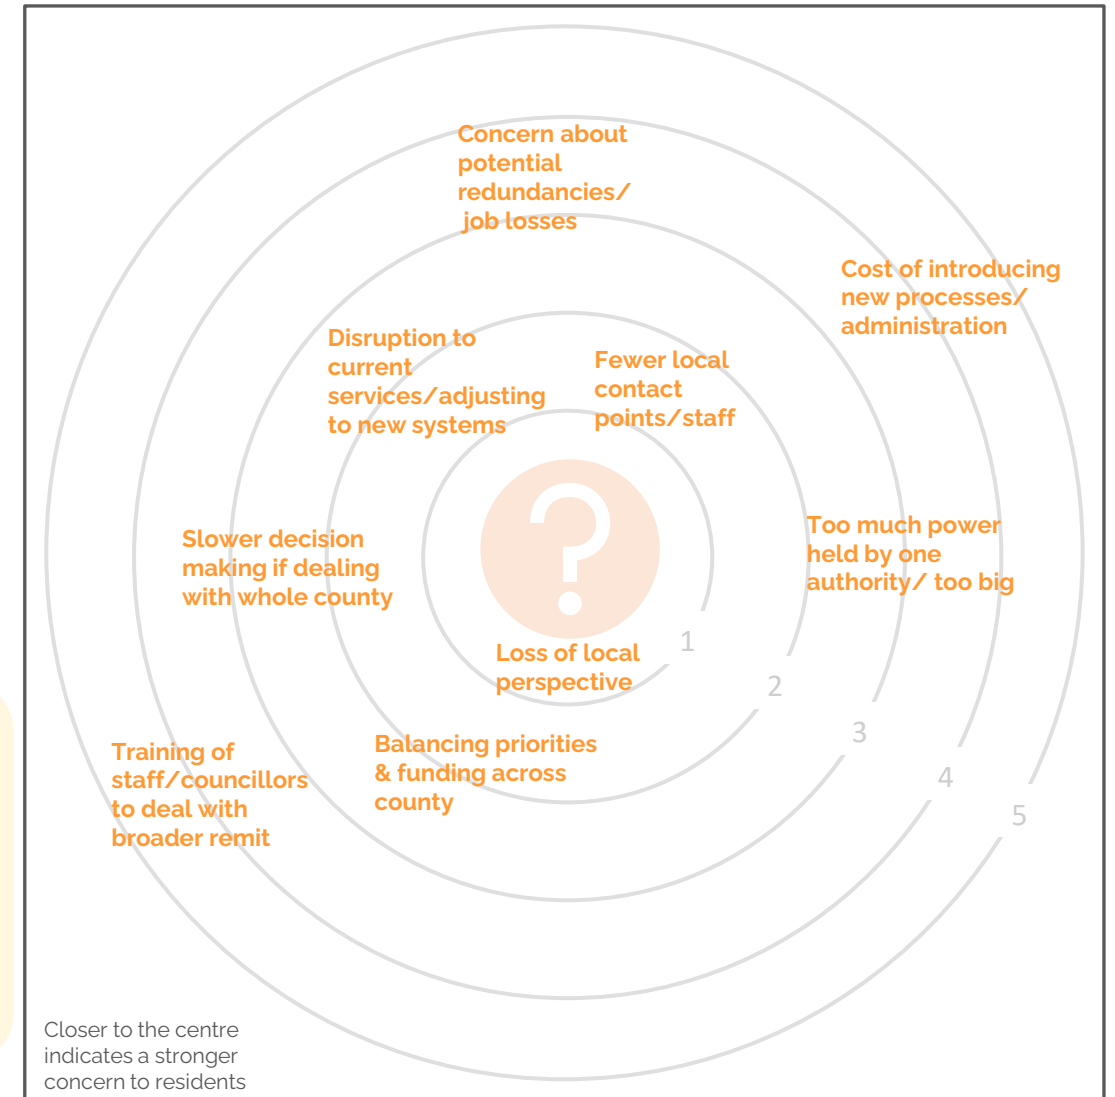 Concern about
potential
redundancies/
job losses
Cost of introducing
new processes/
administration
Disruption to
current
services/adjusting
to new systems
Fewer local
contact
points/staff
?
Slower decision
making if dealing
with whole county
Too much power
held by one
authority/ too big
Loss of local
perspective
1
2
3
4
5
Balancing priorities
& funding across
county
Training of
staff/councillors
to deal with
broader remit
Closer to the centre
indicates a stronger
concern to residents